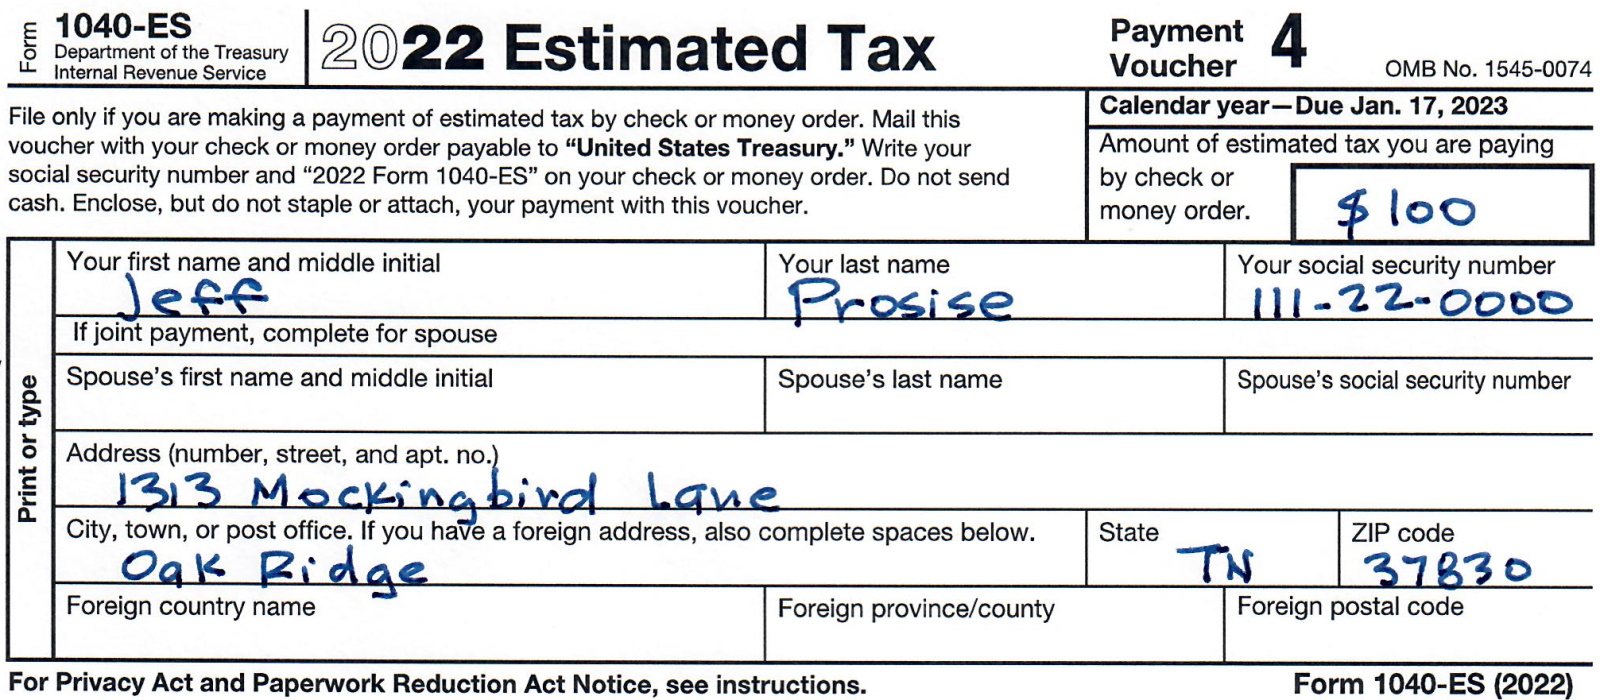 Form 1040-ES
Department of the Treasury
Internal Revenue Service
2022 Estimated Tax
Payment Voucher 4
OMB No. 1545-0074
File only if you are making a payment of estimated tax by check or money order. Mail this
voucher with your check or money order payable to “United States Treasury.” Write your
social security number and “2022 Form 1040-ES” on your check or money order. Do not send
cash. Enclose, but do not staple or attach, your payment with this voucher.
Calendar year—Due Jan. 17, 2023
Amount of estimated tax you are paying
by check or
money order.
$100
Print or type
Your first name and middle initial
Jeff
Your last name
Prosise
Your social security number
111-22-0000
If joint payment, complete for spouse
Spouse’s first name and middle initial
Spouse’s last name
Spouse’s social security number
Address (number, street, and apt. no.)
1313 Mockingbird Lane
City, town, or post office. If you have a foreign address, also complete spaces below.
Oak Ridge
State
TN
ZIP code
37830
Foreign country name
Foreign province/county
Foreign postal code
For Privacy Act and Paperwork Reduction Act Notice, see instructions.
Form 1040-ES (2022)